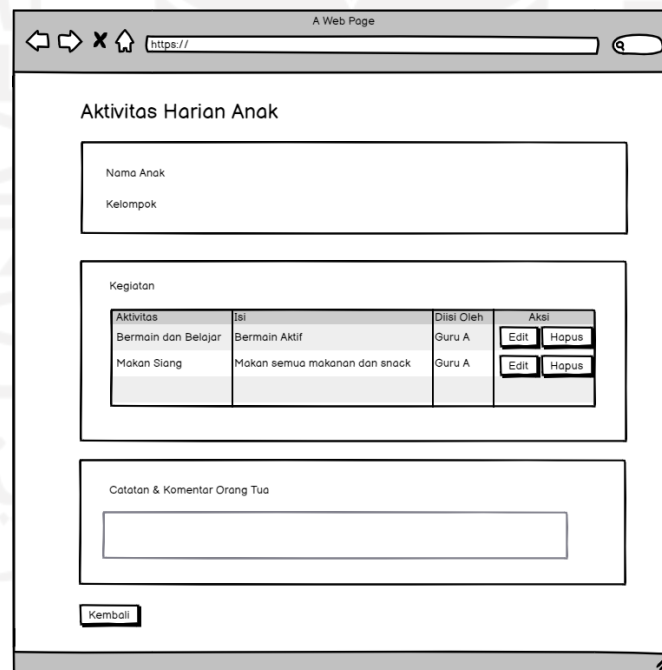 A Web Page
https://
Aktivitas Harian Anak
Nama Anak
Kelompok
Kegiatan
Aktivitas Isi Diisi Oleh Aksi
Bermain dan Belajar Bermain Aktif Guru A Edit Hapus
Makan Siang Makan semua makanan dan snack Guru A Edit Hapus
Catatan & Komentar Orang Tua
Kembali